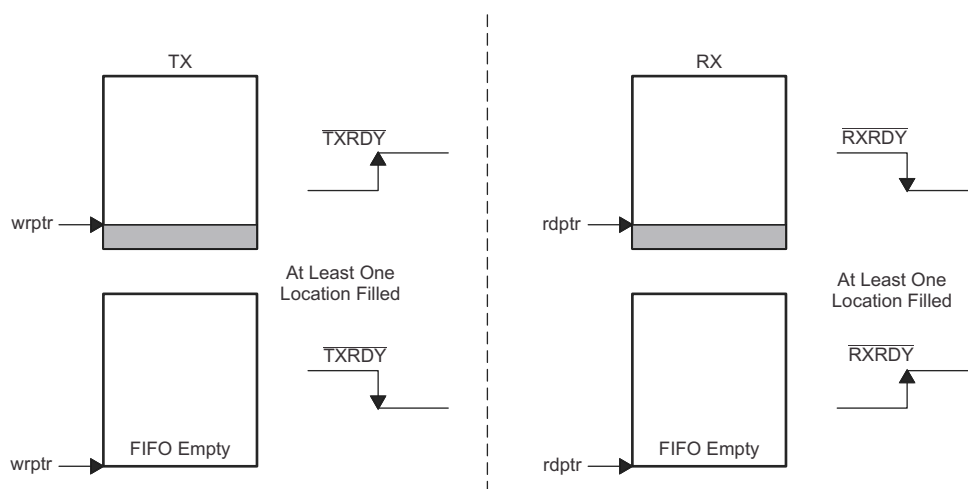 TX
TXRDY
wrptr
At Least One
Location Filled
TXRDY
FIFO Empty
wrptr
RX
RXRDY
rdptr
At Least One
Location Filled
RXRDY
FIFO Empty
rdptr